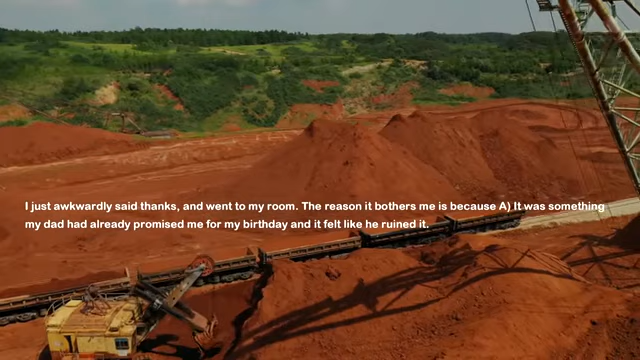 I just awkwardly said thanks, and went to my room. The reason it bothers me is because A) It was something
my dad had already promised me for my birthday and it felt like he ruined it.